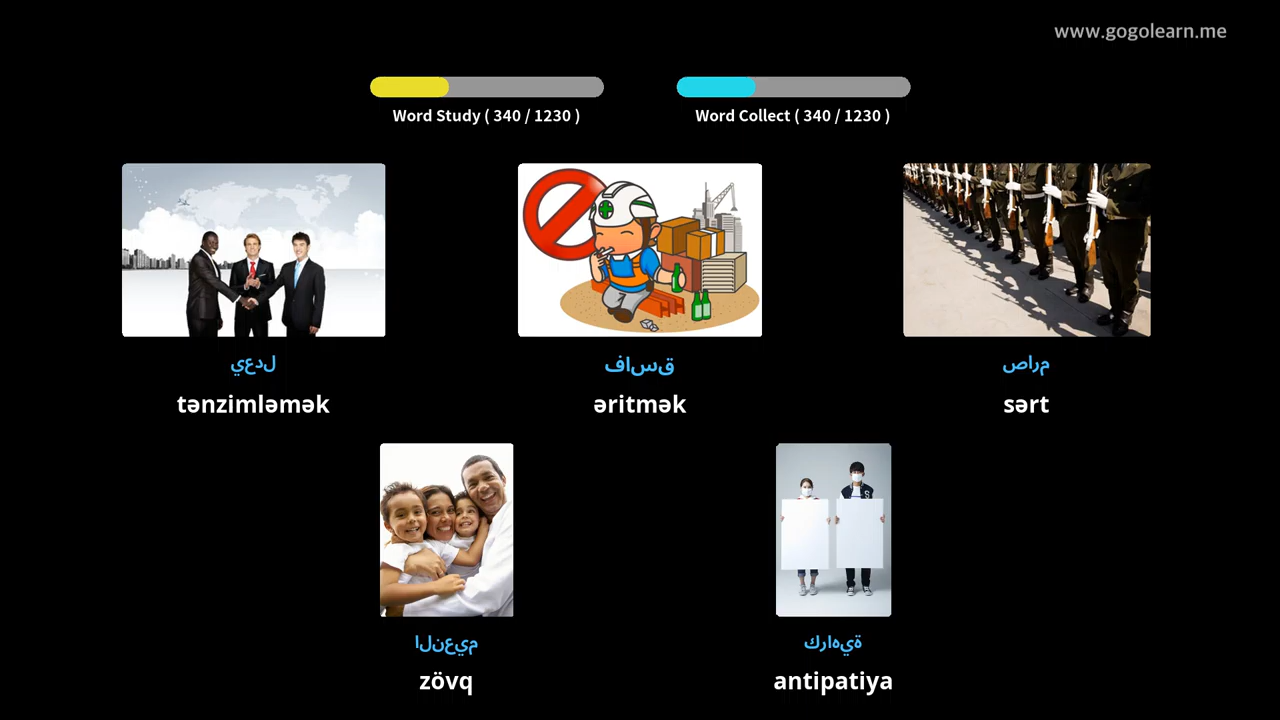 www.gogolearn.me
Word Study ( 340 / 1230 )
Word Collect ( 340 / 1230 )
يعدل
فاسق
صارم
tənzimləmək
əritmək
sərt
النعيم
كراهية
zövq
antipatiya